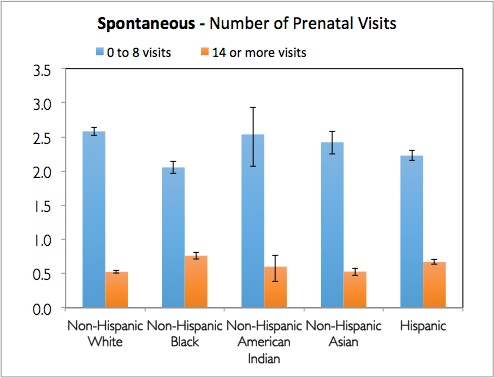 Spontaneous - Number of Prenatal Visits
0 to 8 visits
14 or more visits
3.5
3.0
2.5
2.0
1.5
1.0
0.5
0.0
Non-Hispanic
White
Non-Hispanic
Black
Non-Hispanic
American
Indian
Non-Hispanic
Asian
Hispanic